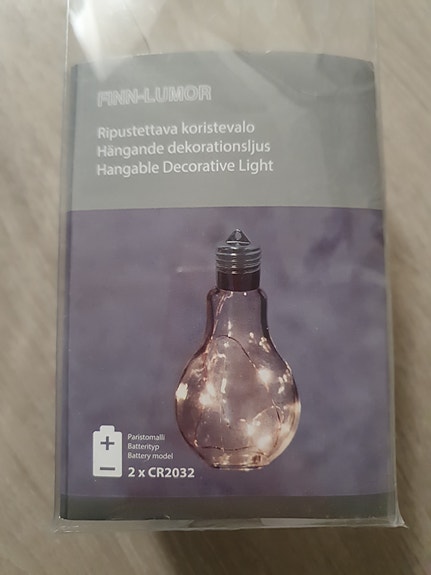 FINN-LUMOR
Ripustettava koristevalo
Hängande dekorationsljus
Hangable Decorative Light
Paristomalli
Batterityp
Battery model
2 x CR2032